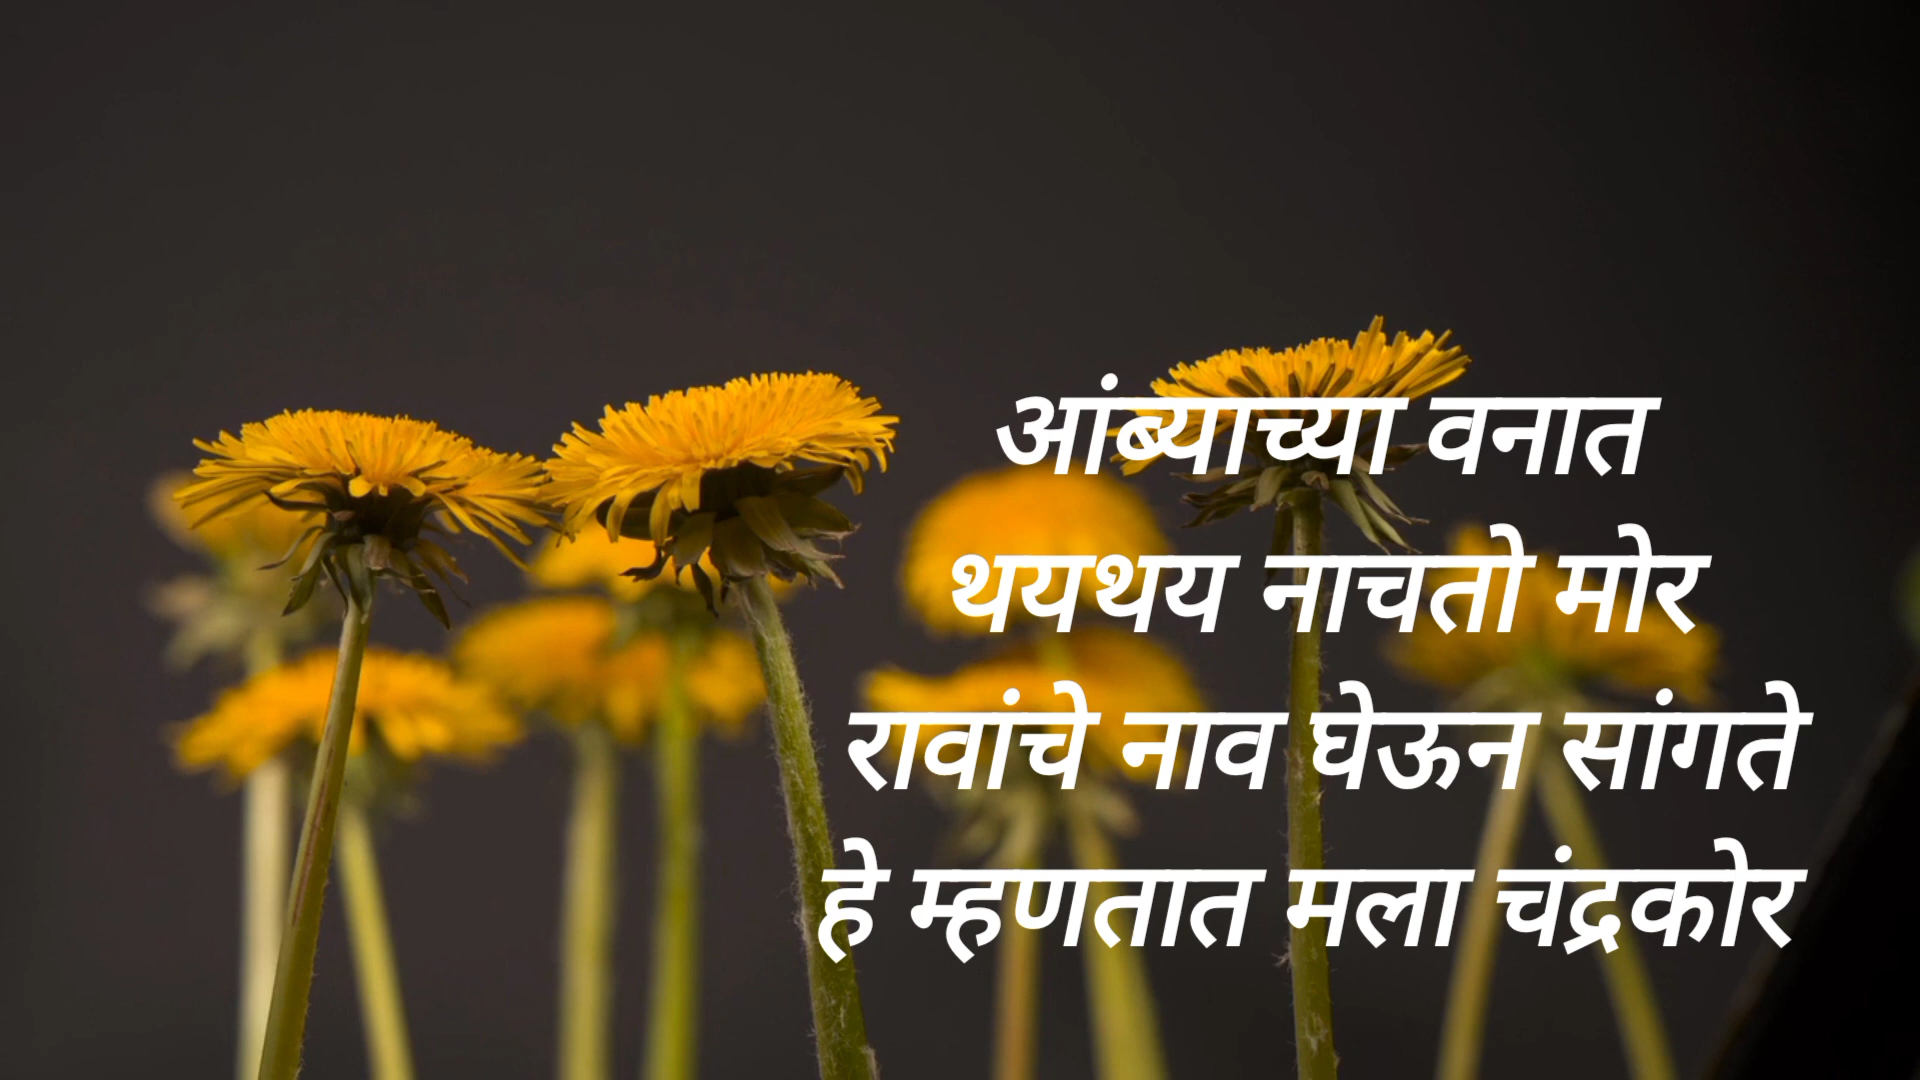 आंब्याच्या वनात
थयथय नाचतो मोर
रावांचे नाव घेऊन सांगते
हे म्हणतात मला चंद्रकोर